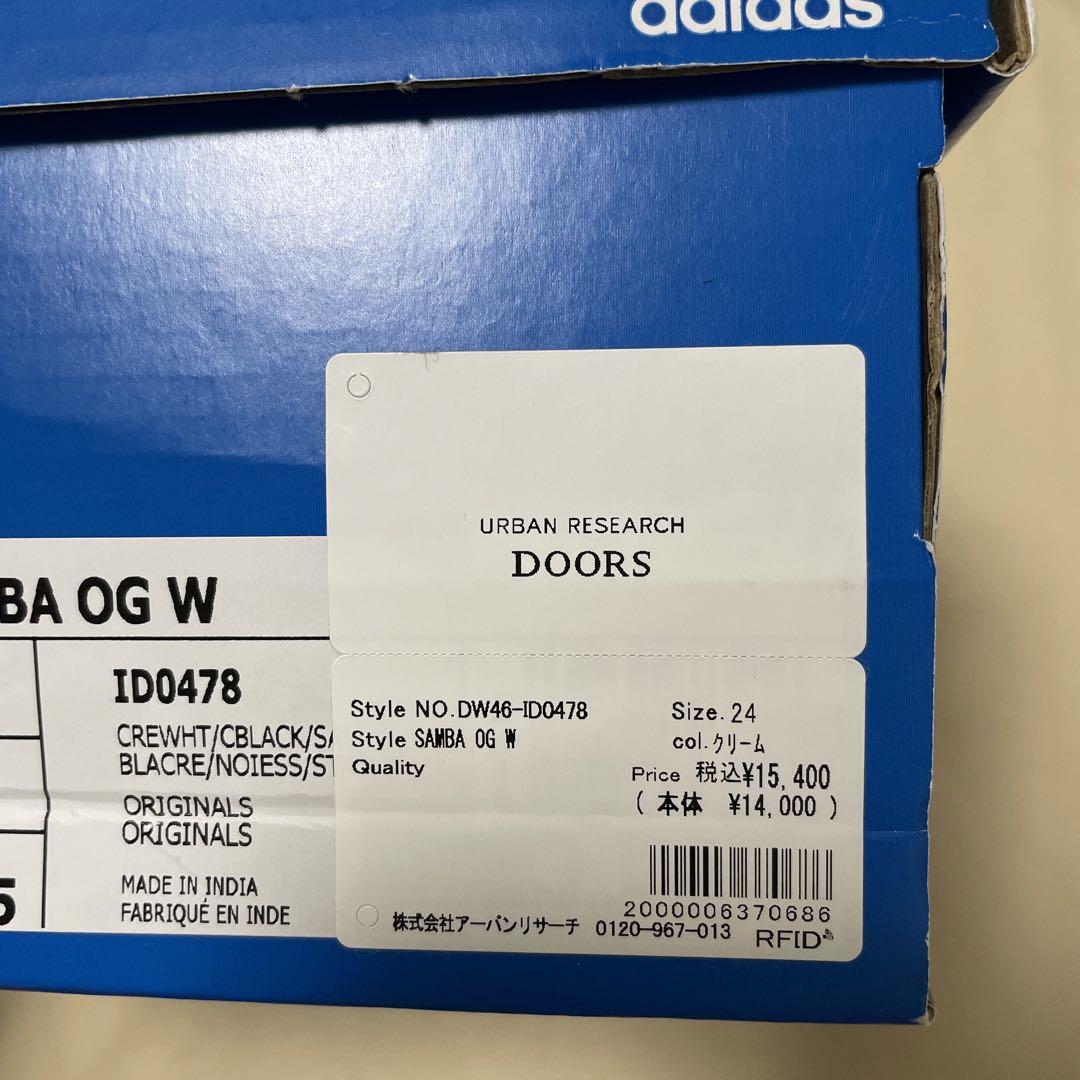 adidas
URBAN RESEARCH
DOORS
BA OG W
ID0478
CREWHT/CBLACK/SA
BLACRE/NOIESS/ST
ORIGINALS
ORIGINALS
MADE IN INDIA
FABRIQUÉ EN INDE
5
Style NO.DW46-ID0478
Size.24
Style SAMBA OG W
col.クリーム
Quality
Price 税込¥15,400
( 本体 ¥14,000 )
2000006370686
株式会社アーバンリサーチ 0120-967-013
RFID